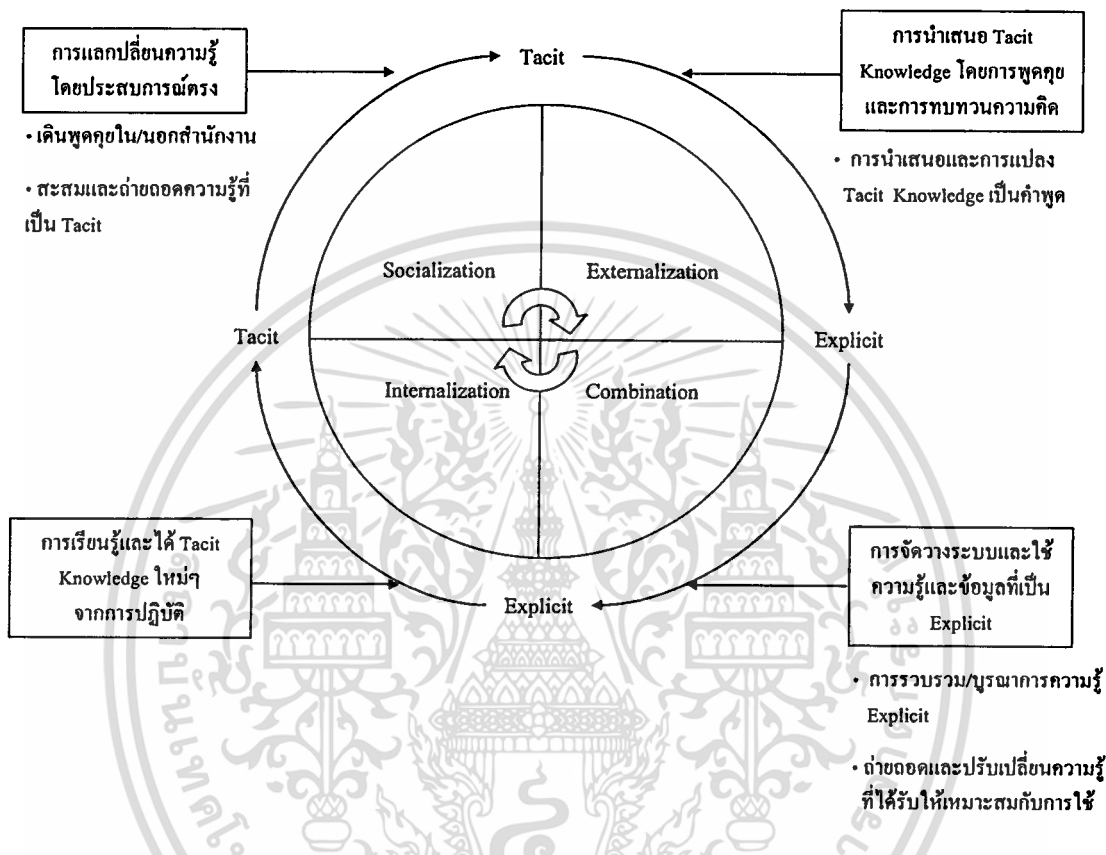 การแลกเปลี่ยนความรู้
โดยประสบการณ์ตรง
• เดินพูดคุยใน/นอกสำนักงาน
• สะสมและถ่ายถอดความรู้ที่
เป็น Tacit
Tacit
การนำเสนอ Tacit
Knowledge โดยการพูดคุย
และการทบทวนความคิด
• การนำเสนอและการแปลง
Tacit Knowledge เป็นคำพูด
Socialization
Externalization
Tacit
Explicit
Internalization
Combination
การเรียนรู้และได้ Tacit
Knowledge ใหม่ๆ
จากการปฏิบัติ
Explicit
การจัดวางระบบและใช้
ความรู้และข้อมูลที่เป็น
Explicit
• การรวบรวม/บูรณาการความรู้
Explicit
• ถ่ายถอดและปรับเปลี่ยนความรู้
ที่ได้รับให้เหมาะสมกับการใช้